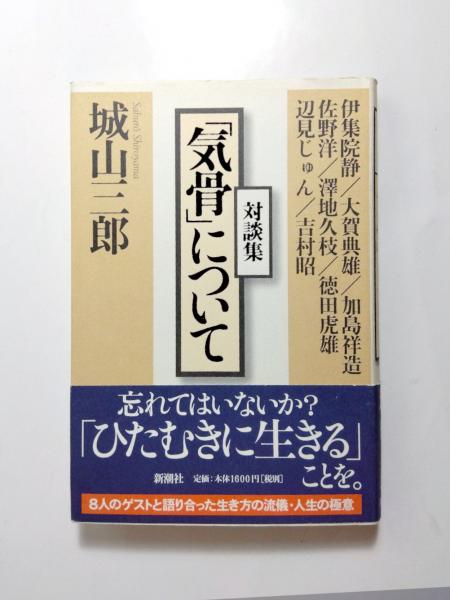 伊集院静／大賀典雄／加島祥造
佐野洋／澤地久枝／徳田虎雄
辺見じゅん／吉村昭
対談集
「気骨」について
城山三郎
Saburō Shiroyama
忘れてはいないか？
「ひたむきに生きる」
ことを。
新潮社 定価：本体1600円［税別］
8人のゲストと語り合った生き方の流儀・人生の極意